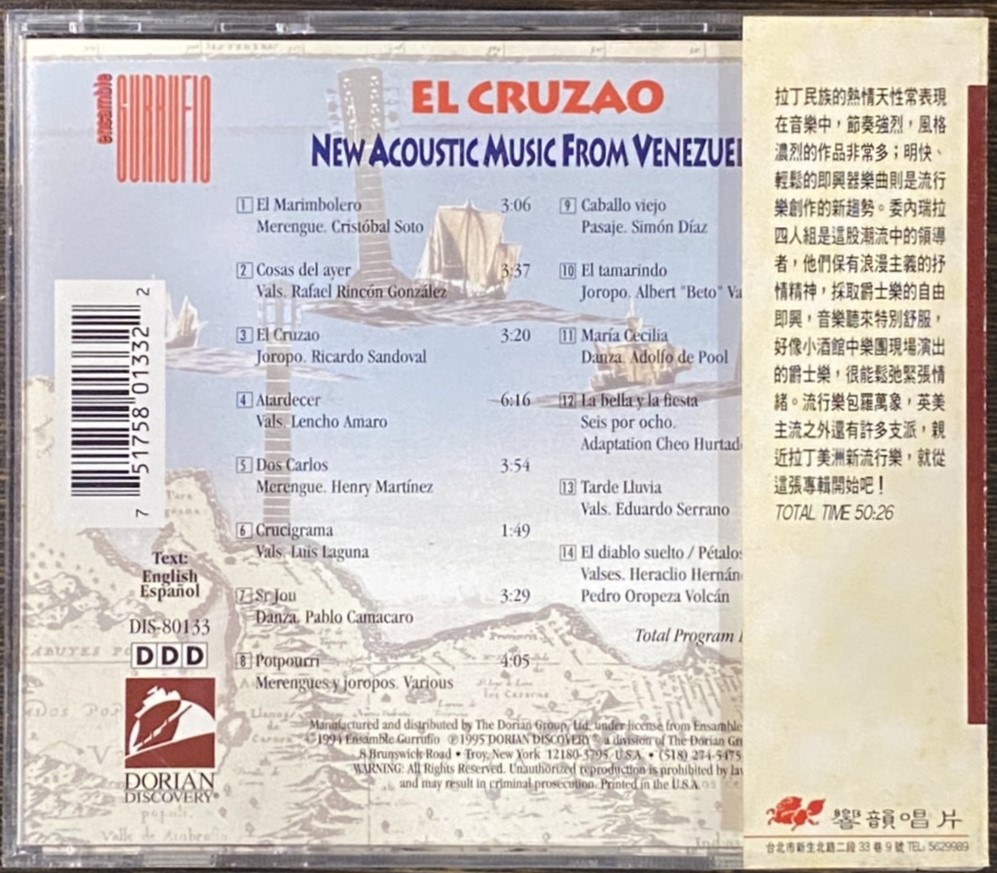 ensamble
GURRUFIO
EL CRUZAO
NEW ACOUSTIC MUSIC FROM VENEZUE
1 El Marimbolero 3:06
Merengue. Cristóbal Soto
2 Cosas del ayer 3:37
Vals. Rafael Rincón González
3 El Cruzao 3:20
Joropo. Ricardo Sandoval
4 Atardecer 6:16
Vals. Lencho Amaro
5 Dos Carlos 3:54
Merengue. Henry Martínez
6 Crucigrama 1:49
Vals. Luis Laguna
7 Sr Jou 3:29
Danza. Pablo Camacaro
8 Potpourri 4:05
Merengues y joropos. Various
9 Caballo viejo
Pasaje. Simón Díaz
10 El tamarindo
Joropo. Albert "Beto" Va
11 María Cecilia
Danza. Adolfo de Pool
12 La bella y la fiesta
Seis por ocho.
Adaptation Cheo Hurtad
13 Tarde Lluvia
Vals. Eduardo Serrano
14 El diablo suelto / Pétalos
Valses. Heraclio Hernán
Pedro Oropeza Volcán
Total Program
7 51758 01332 2
Text:
English
Español
DIS-80133
DDD
DORIAN
DISCOVERY®
Manufactured and distributed by The Dorian Group, Ltd. under license from Ensamble
©1994 Ensamble Gurrufio ℗1995 DORIAN DISCOVERY® a division of The Dorian Gr
8 Brunswick Road • Troy, New York 12180-3795 U.S.A. • (518) 274-5475
WARNING: All Rights Reserved. Unauthorized reproduction is prohibited by law
and may result in criminal prosecution. Printed in the U.S.A.
拉丁民族的熱情天性常表現
在音樂中，節奏強烈，風格
濃烈的作品非常多；明快、
輕鬆的即興器樂曲則是流行
樂創作的新趨勢。委內瑞拉
四人組是這股潮流中的領導
者，他們保有浪漫主義的抒
情精神，採取爵士樂的自由
即興，音樂聽來特別舒服，
好像小酒館中樂團現場演出
的爵士樂，很能鬆弛緊張情
緒。流行樂包羅萬象，英美
主流之外還有許多支派，親
近拉丁美洲新流行樂，就從
這張專輯開始吧！
TOTAL TIME 50:26
響韻唱片
台北市新生北路二段 33 巷 9 號 TEL: 5629989